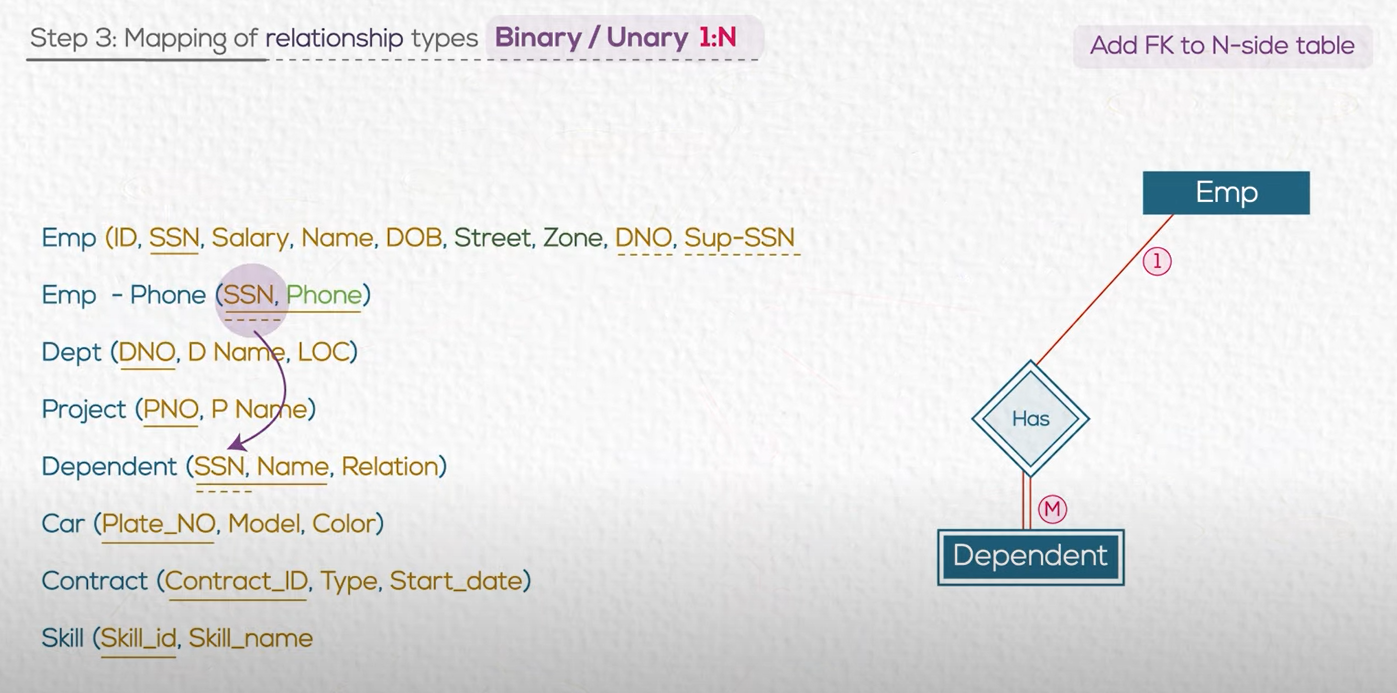 Step 3: Mapping of relationship types Binary / Unary 1:N
Add FK to N-side table
Emp (ID, SSN, Salary, Name, DOB, Street, Zone, DNO, Sup-SSN
Emp - Phone (SSN, Phone)
Dept (DNO, D Name, LOC)
Project (PNO, P Name)
Dependent (SSN, Name, Relation)
Car (Plate_NO, Model, Color)
Contract (Contract_ID, Type, Start_date)
Skill (Skill_id, Skill_name
Emp
1
Has
M
Dependent